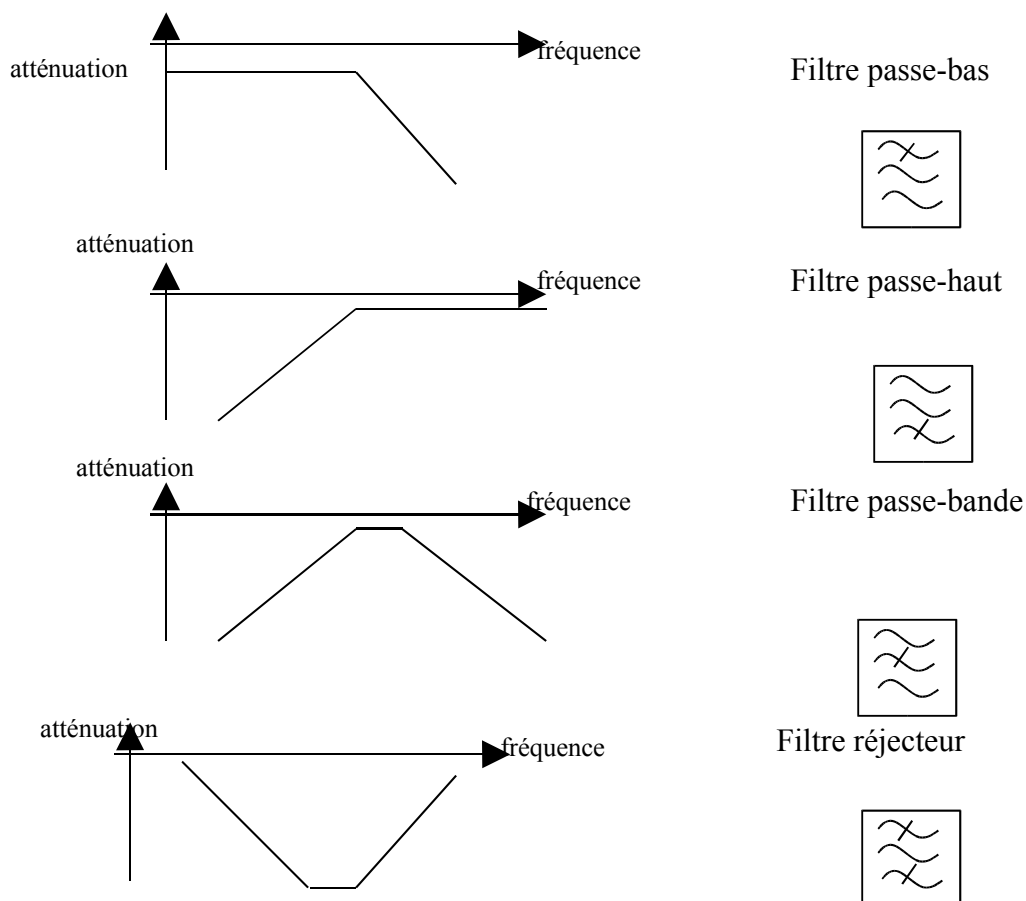 fréquence
atténuation
Filtre passe-bas
atténuation
fréquence
Filtre passe-haut
atténuation
fréquence
Filtre passe-bande
atténuation
fréquence
Filtre réjecteur